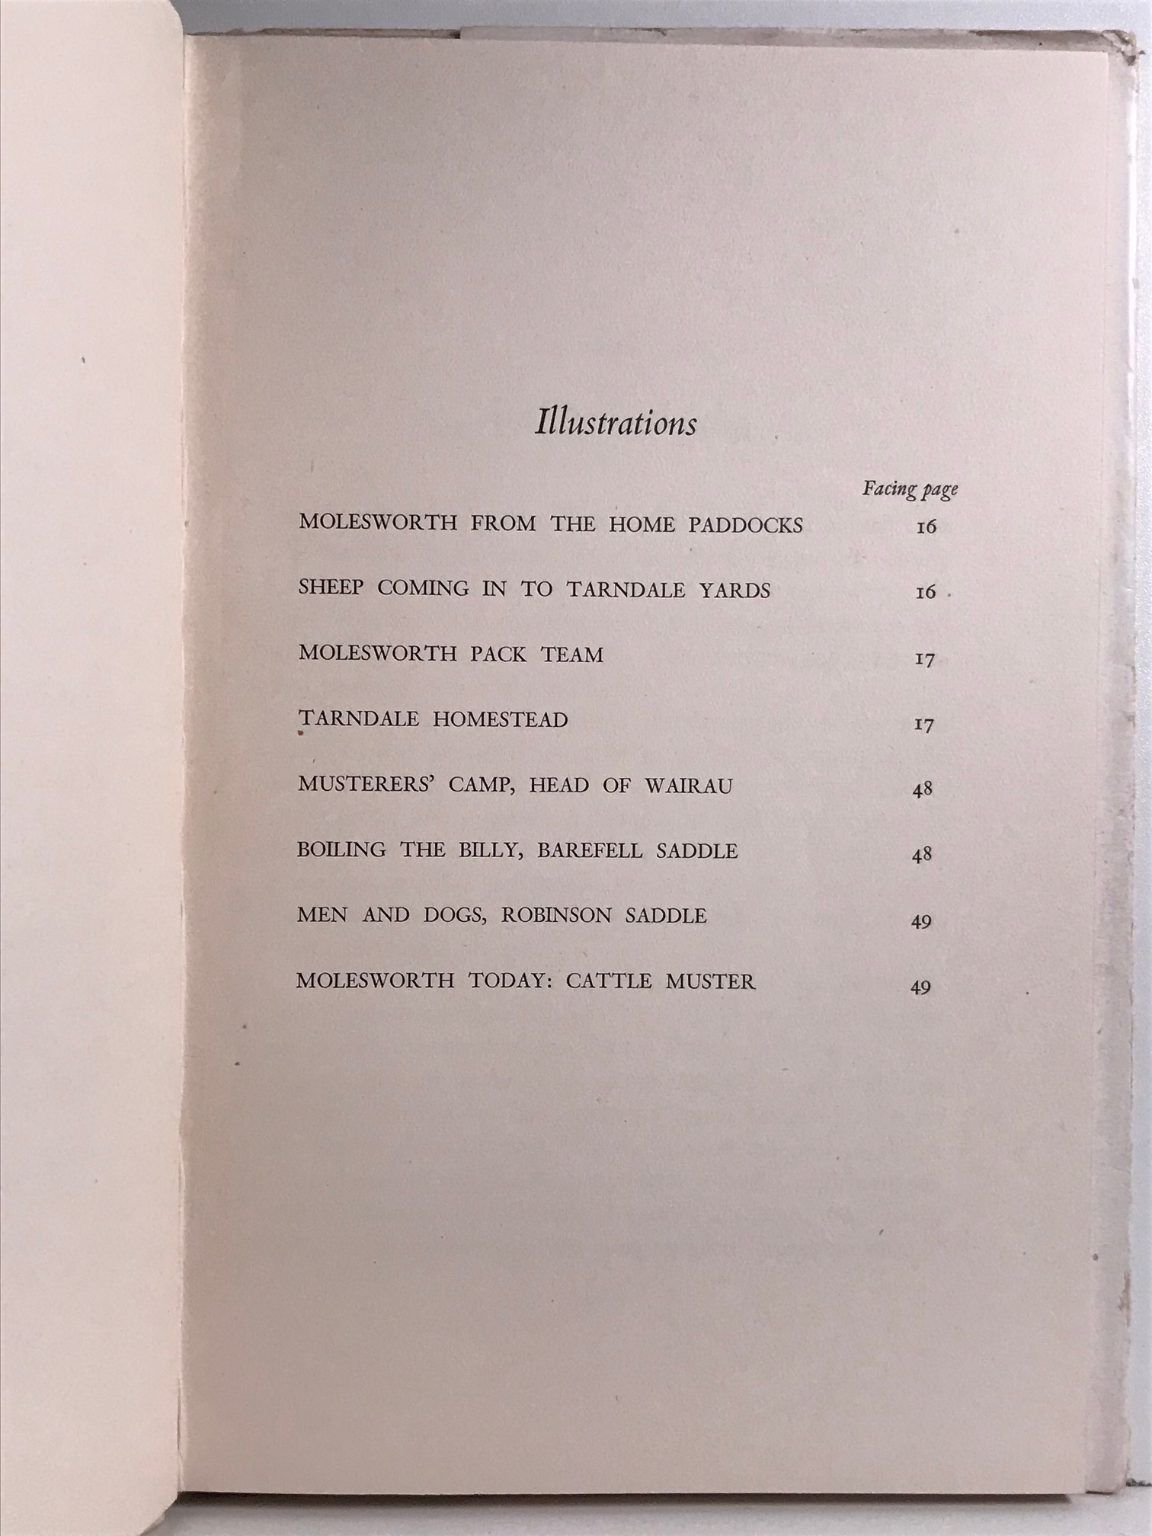 Illustrations
Facing page
MOLESWORTH FROM THE HOME PADDOCKS 16
SHEEP COMING IN TO TARNDALE YARDS 16
MOLESWORTH PACK TEAM 17
TARNDALE HOMESTEAD 17
MUSTERERS’ CAMP, HEAD OF WAIRAU 48
BOILING THE BILLY, BAREFELL SADDLE 48
MEN AND DOGS, ROBINSON SADDLE 49
MOLESWORTH TODAY: CATTLE MUSTER 49